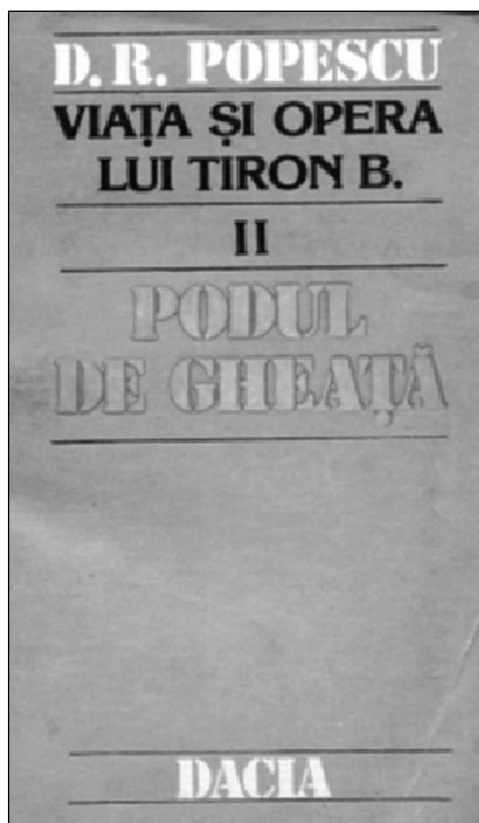 D. R. POPESCU
VIAȚA ȘI OPERA
LUI TIRON B.
II
PODUL
DE GHEAȚĂ
DACIA